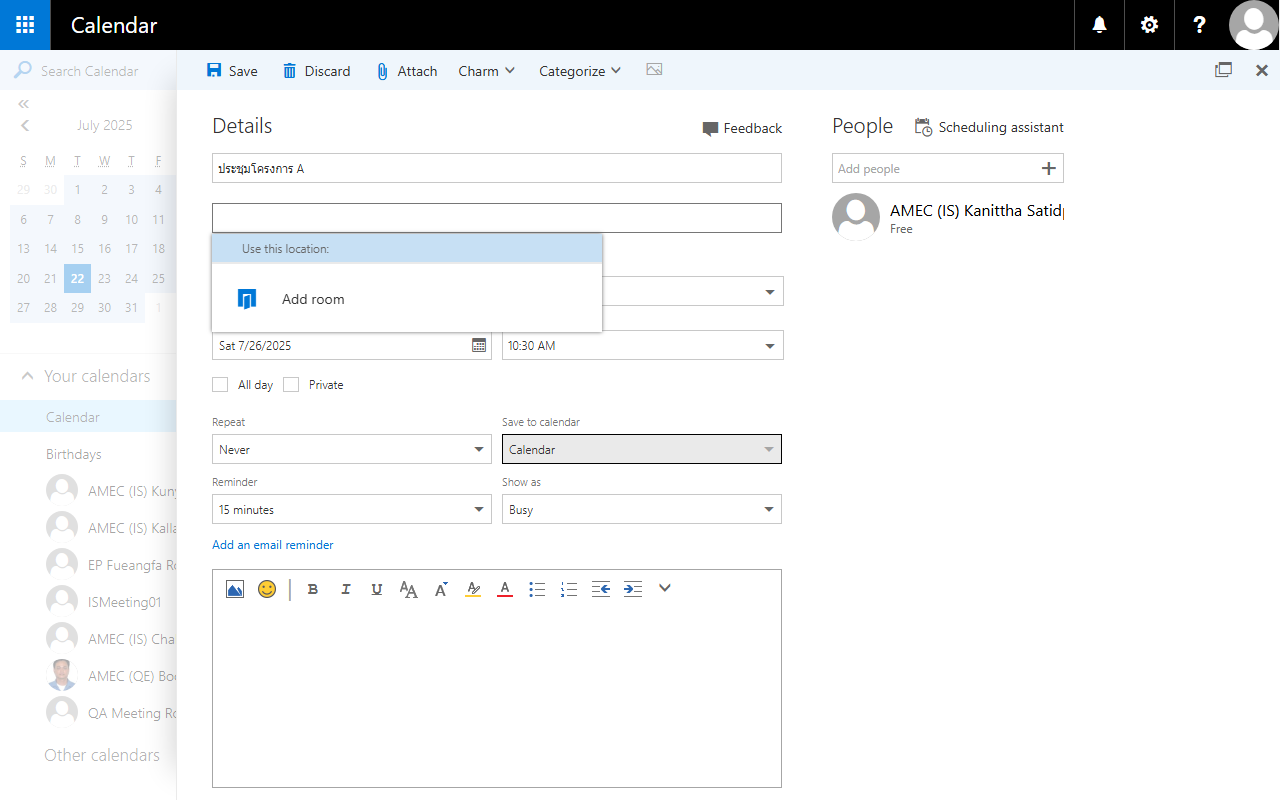 Calendar
Search Calendar
Save Discard Attach Charm Categorize
July 2025
S M T W T F
29 30 1 2 3 4
6 7 8 9 10 11
13 14 15 16 17 18
20 21 22 23 24 25
27 28 29 30 31 1
Your calendars
Calendar
Birthdays
AMEC (IS) Kuny
AMEC (IS) Kalla
EP Fueangfa Ro
ISMeeting01
AMEC (IS) Cha
AMEC (QE) Boo
QA Meeting Ro
Other calendars
Details
Feedback
ประชุมโครงการ A
Use this location:
Add room
Sat 7/26/2025
10:30 AM
All day Private
Repeat
Save to calendar
Never
Calendar
Reminder
Show as
15 minutes
Busy
Add an email reminder
B I U AA A A A
People
Scheduling assistant
Add people
AMEC (IS) Kanittha Satid
Free